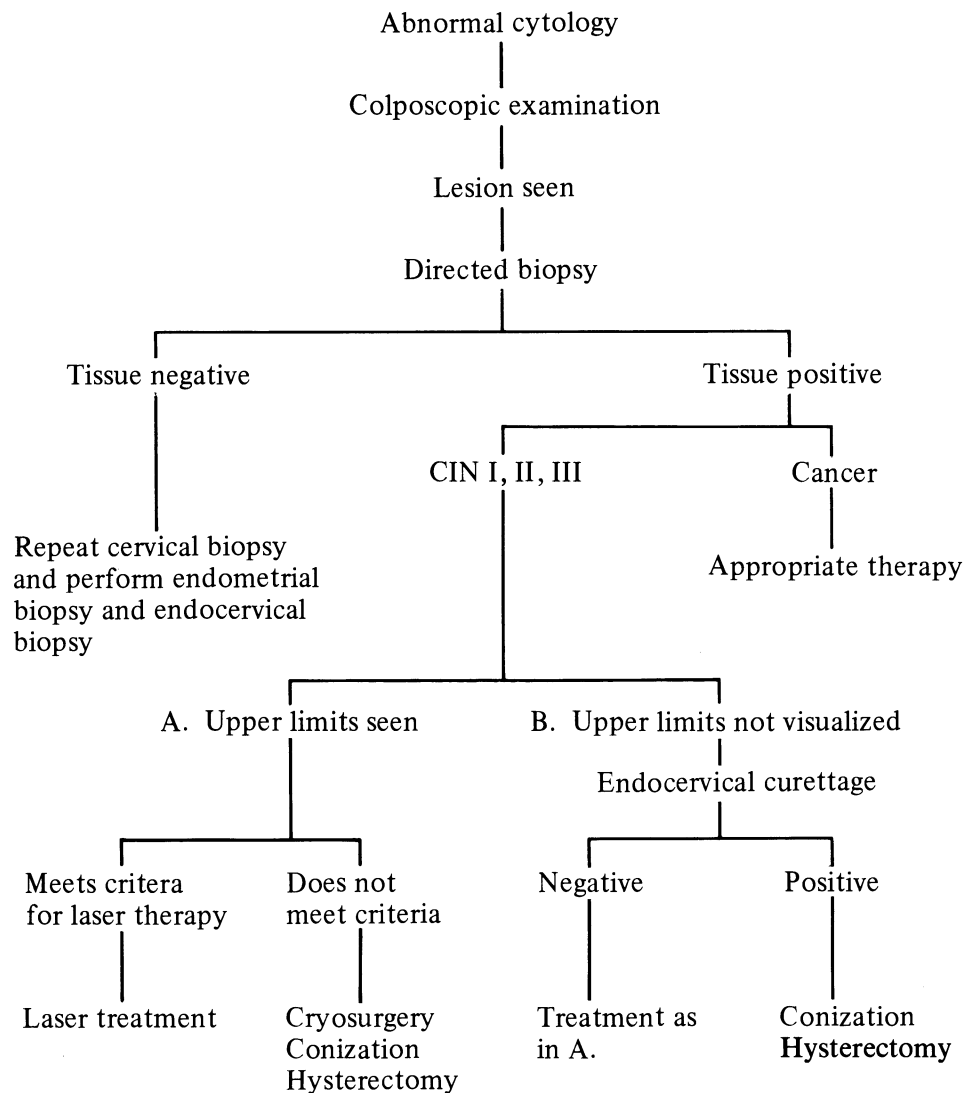 Abnormal cytology
Colposcopic examination
Lesion seen
Directed biopsy
Tissue negative
Tissue positive
CIN I, II, III
Cancer
Repeat cervical biopsy
and perform endometrial
biopsy and endocervical
biopsy
Appropriate therapy
A. Upper limits seen
B. Upper limits not visualized
Endocervical curettage
Meets critera
for laser therapy
Does not
meet criteria
Negative
Positive
Laser treatment
Cryosurgery
Conization
Hysterectomy
Treatment as
in A.
Conization
Hysterectomy